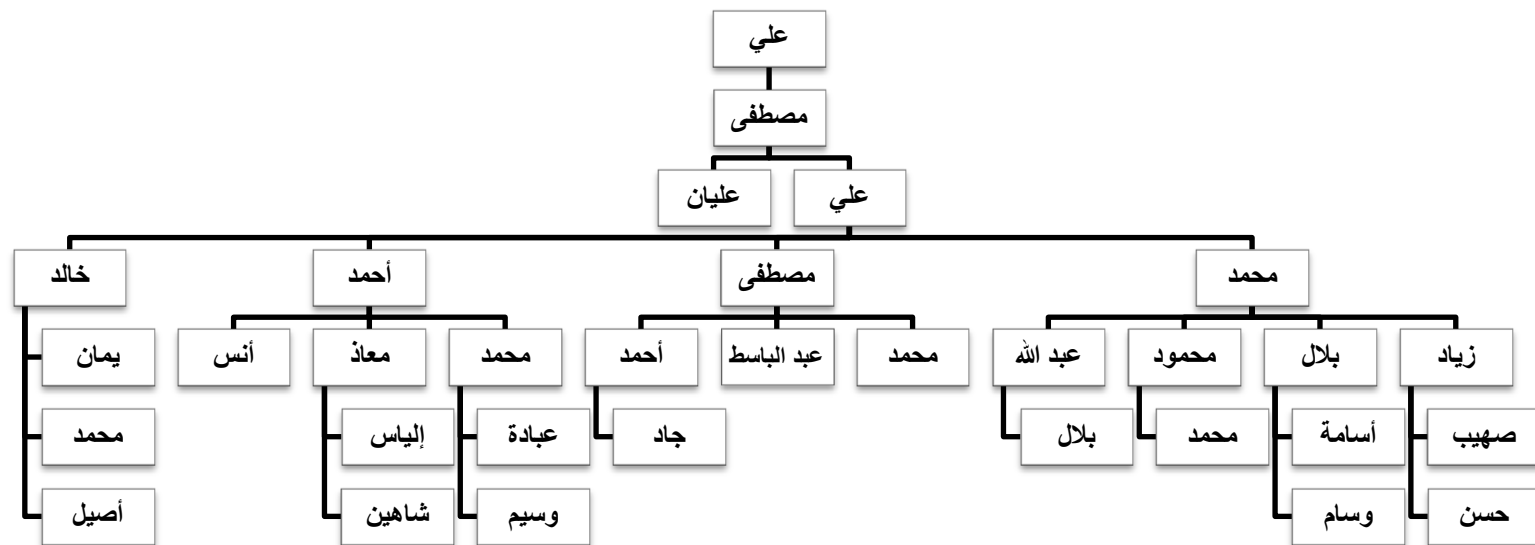 علي
مصطفى
علي
عليان
محمد
مصطفى
أحمد
خالد
زياد
بلال
محمود
عبد الله
محمد
عبد الباسط
أحمد
محمد
معاذ
أنس
يمان
صهيب
أسامة
محمد
بلال
جاد
عبادة
إلياس
محمد
حسن
وسام
وسيم
شاهين
أصيل